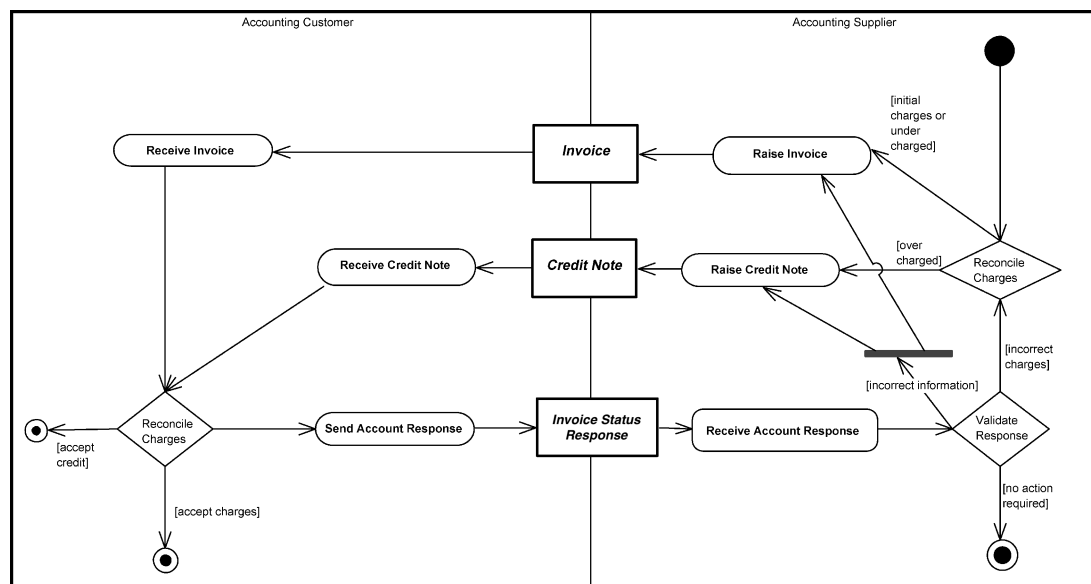 Accounting Customer
Accounting Supplier
[initial
charges or
under
charged]
Receive Invoice
Invoice
Raise Invoice
Receive Credit Note
Credit Note
Raise Credit Note
[over
charged]
Reconcile
Charges
[incorrect
charges]
[incorrect information]
Reconcile
Charges
Send Account Response
Invoice Status
Response
Receive Account Response
Validate
Response
[accept
credit]
[accept charges]
[no action
required]